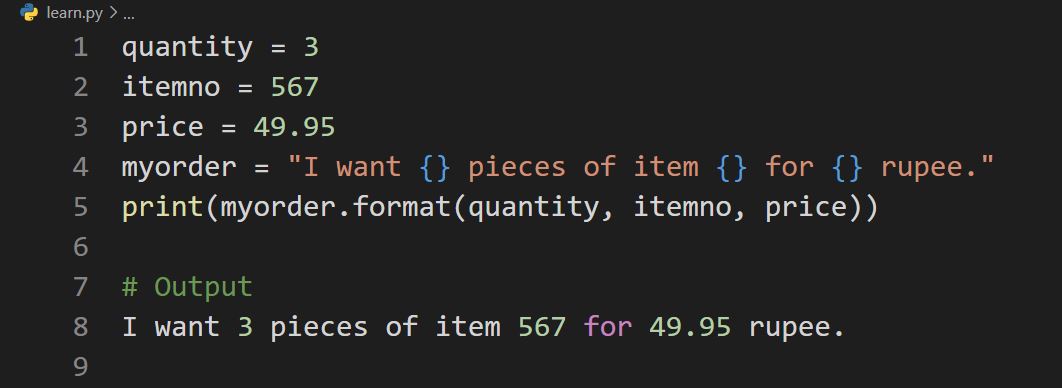 learn.py > ...
1 quantity = 3
2 itemno = 567
3 price = 49.95
4 myorder = "I want {} pieces of item {} for {} rupee."
5 print(myorder.format(quantity, itemno, price))
6
7 # Output
8 I want 3 pieces of item 567 for 49.95 rupee.
9